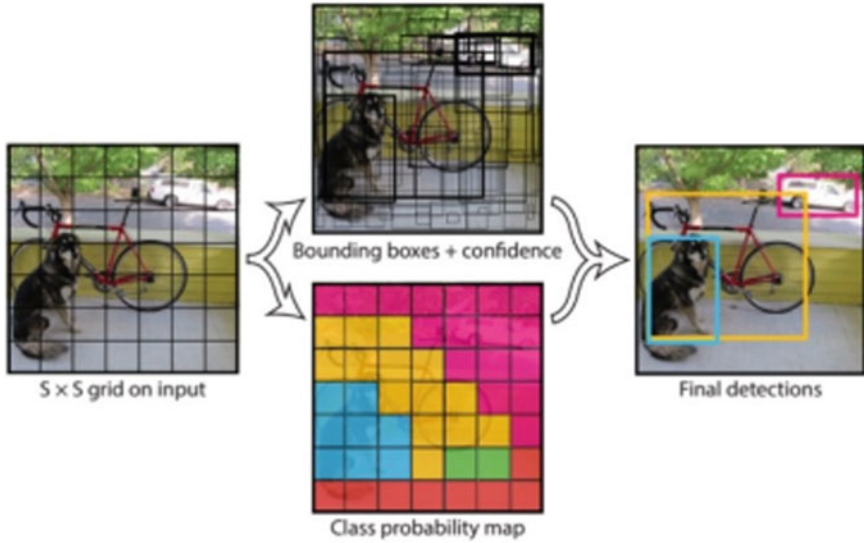 Bounding boxes + confidence
S × S grid on input
Final detections
Class probability map